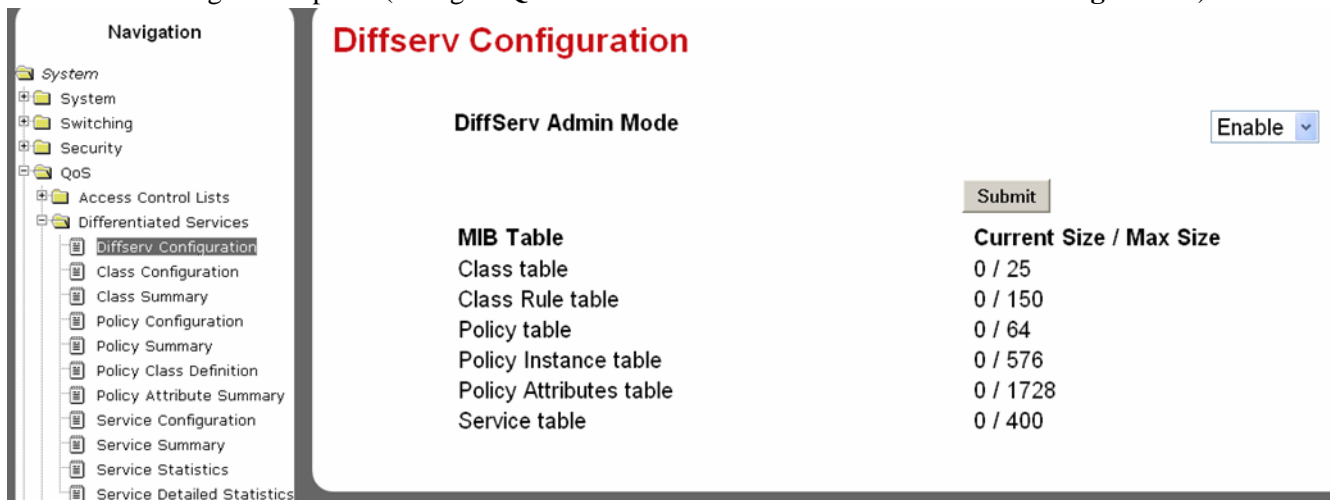 Navigation
System
System
Switching
Security
QoS
Access Control Lists
Differentiated Services
Diffserv Configuration
Class Configuration
Class Summary
Policy Configuration
Policy Summary
Policy Class Definition
Policy Attribute Summary
Service Configuration
Service Summary
Service Statistics
Service Detailed Statistics
Diffserv Configuration
DiffServ Admin Mode Enable
Submit
MIB Table Current Size / Max Size
Class table 0 / 25
Class Rule table 0 / 150
Policy table 0 / 64
Policy Instance table 0 / 576
Policy Attributes table 0 / 1728
Service table 0 / 400